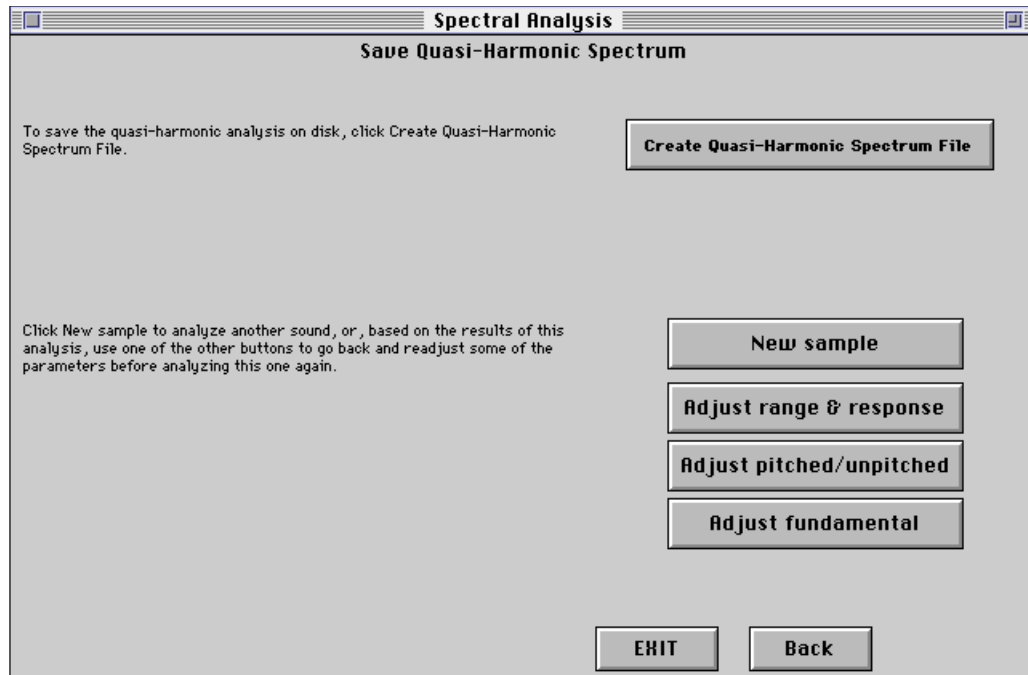 Spectral Analysis
Save Quasi-Harmonic Spectrum
To save the quasi-harmonic analysis on disk, click Create Quasi-Harmonic
Spectrum File.
Create Quasi-Harmonic Spectrum File
Click New sample to analyze another sound, or, based on the results of this
analysis, use one of the other buttons to go back and readjust some of the
parameters before analyzing this one again.
New sample
Adjust range & response
Adjust pitched/unpitched
Adjust fundamental
EXIT
Back